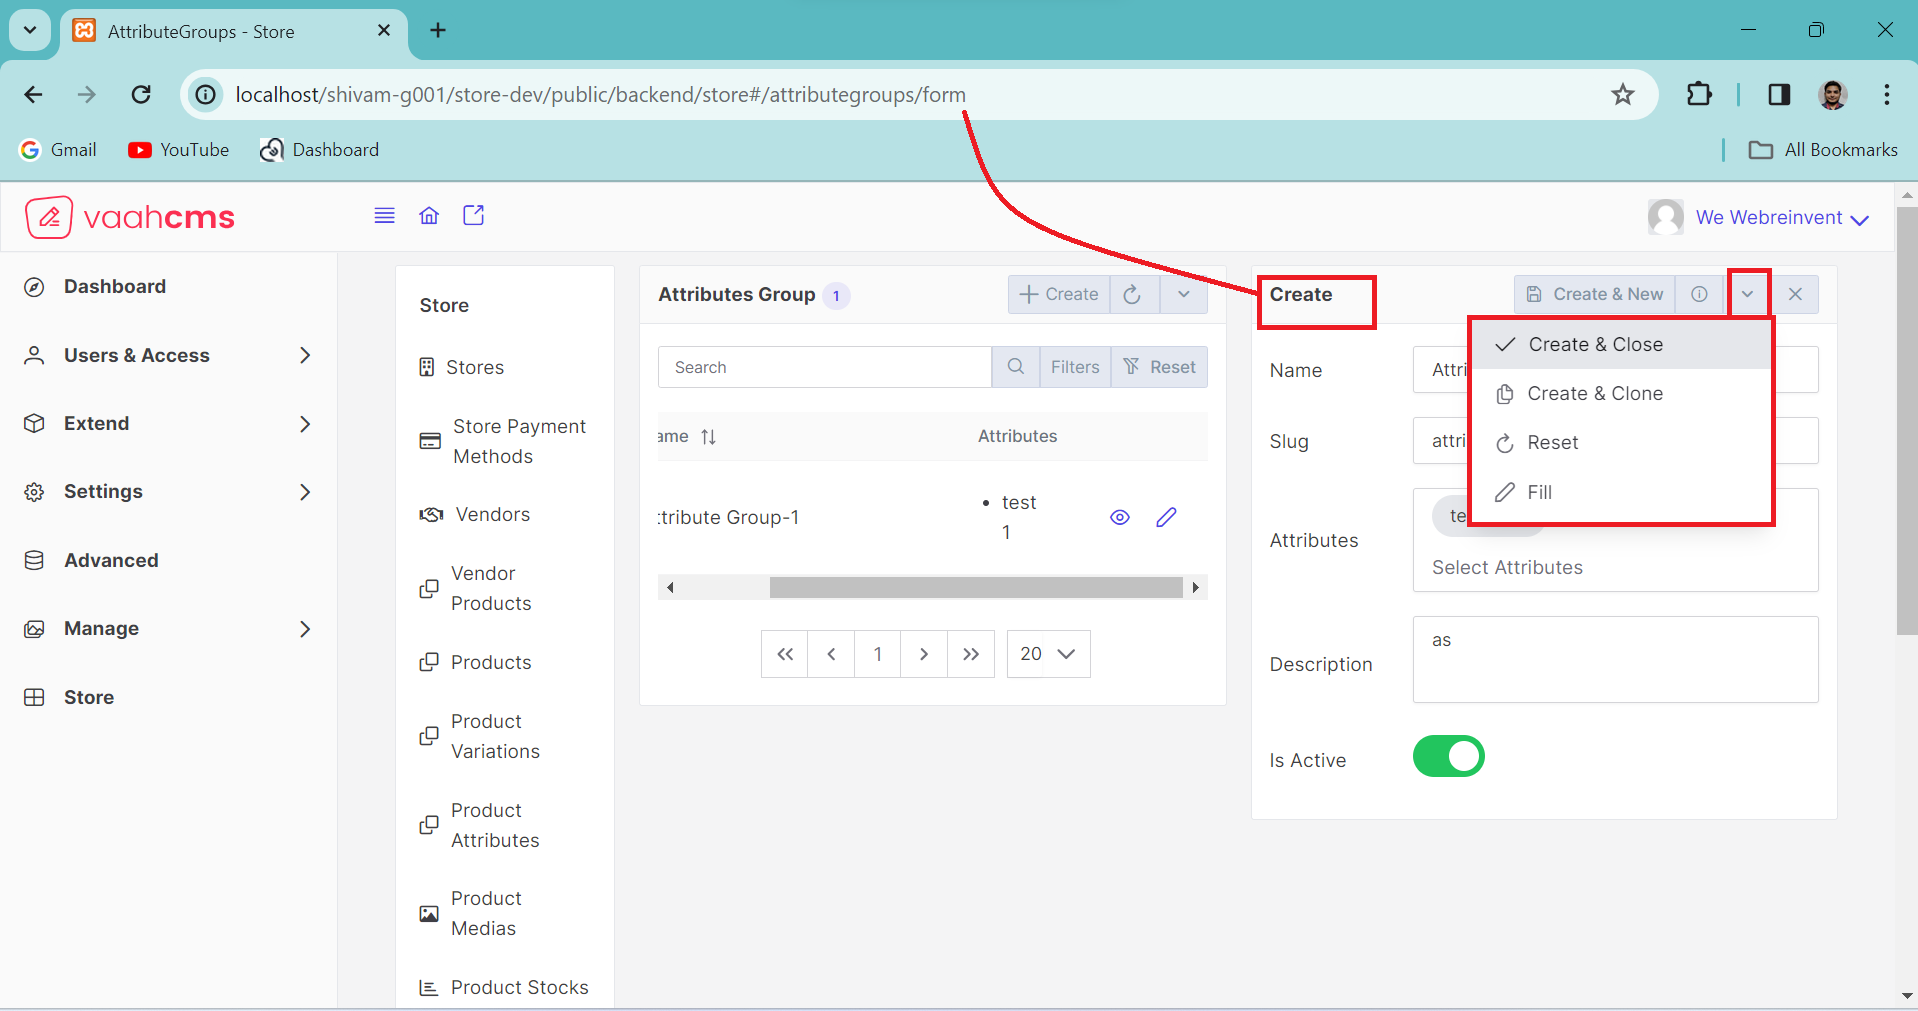 AttributeGroups - Store
localhost/shivam-g001/store-dev/public/backend/store#/attributegroups/form
Gmail
YouTube
Dashboard
All Bookmarks
vaahcms
We Webreinvent
Dashboard
Users & Access
Extend
Settings
Advanced
Manage
Store
Store
Stores
Store Payment
Methods
Vendors
Vendor
Products
Products
Product
Variations
Product
Attributes
Product
Medias
Product Stocks
Attributes Group 1
Create
Search
Filters
Reset
ame
Attributes
ttribute Group-1
• test
1
1
20
Create
Create & New
Create & Close
Create & Clone
Reset
Fill
Name
Attri
Slug
attri
Attributes
te
Select Attributes
Description
as
Is Active